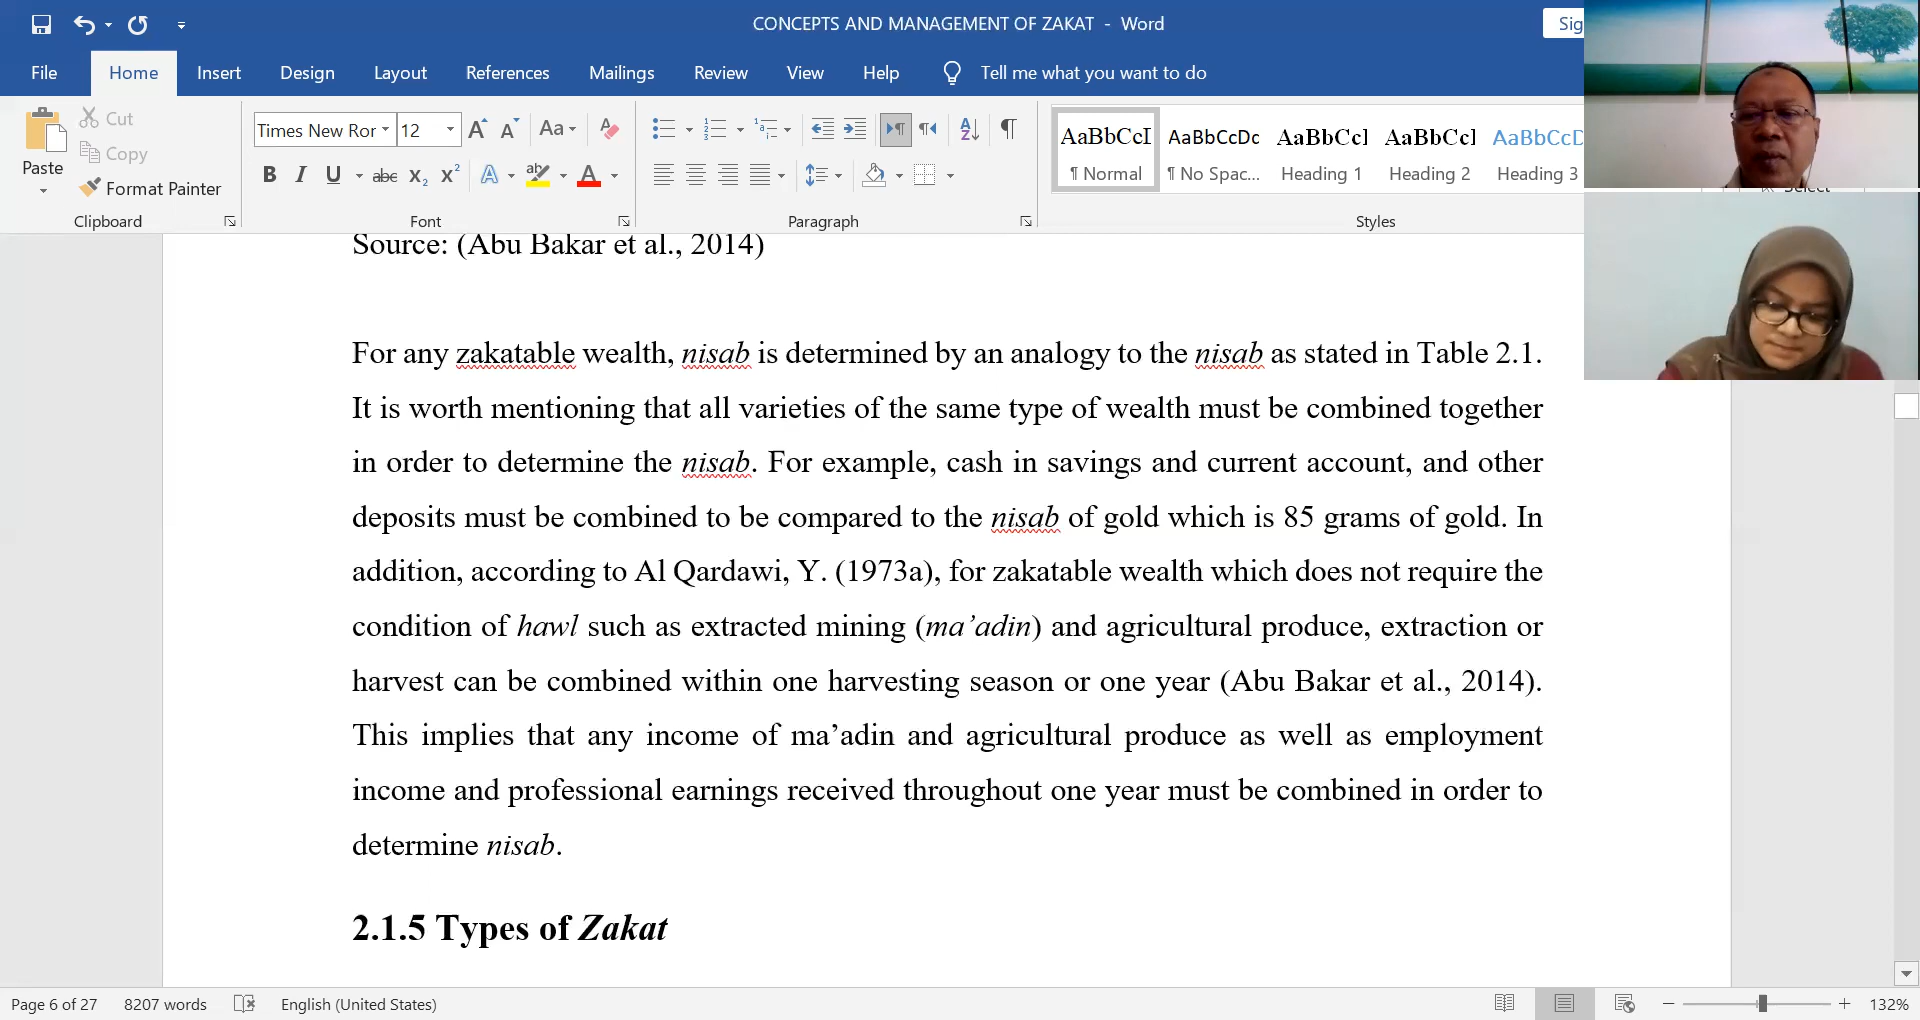 CONCEPTS AND MANAGEMENT OF ZAKAT - Word
Sig
File Home Insert Design Layout References Mailings Review View Help Tell me what you want to do
Paste
Cut
Copy
Format Painter
Clipboard
Times New Ror 12
Aa
B I U abc X2 X2 A ab A
Font
Paragraph
AaBbCcI AaBbCcDc AaBbCcI AaBbCcI AaBbCcD
¶ Normal ¶ No Spac... Heading 1 Heading 2 Heading 3
Select
Styles
Source: (Abu Bakar et al., 2014)
For any zakatable wealth, nisab is determined by an analogy to the nisab as stated in Table 2.1.
It is worth mentioning that all varieties of the same type of wealth must be combined together
in order to determine the nisab. For example, cash in savings and current account, and other
deposits must be combined to be compared to the nisab of gold which is 85 grams of gold. In
addition, according to Al Qardawi, Y. (1973a), for zakatable wealth which does not require the
condition of hawl such as extracted mining (ma’adin) and agricultural produce, extraction or
harvest can be combined within one harvesting season or one year (Abu Bakar et al., 2014).
This implies that any income of ma’adin and agricultural produce as well as employment
income and professional earnings received throughout one year must be combined in order to
determine nisab.
2.1.5 Types of Zakat
Page 6 of 27 8207 words English (United States) 132%